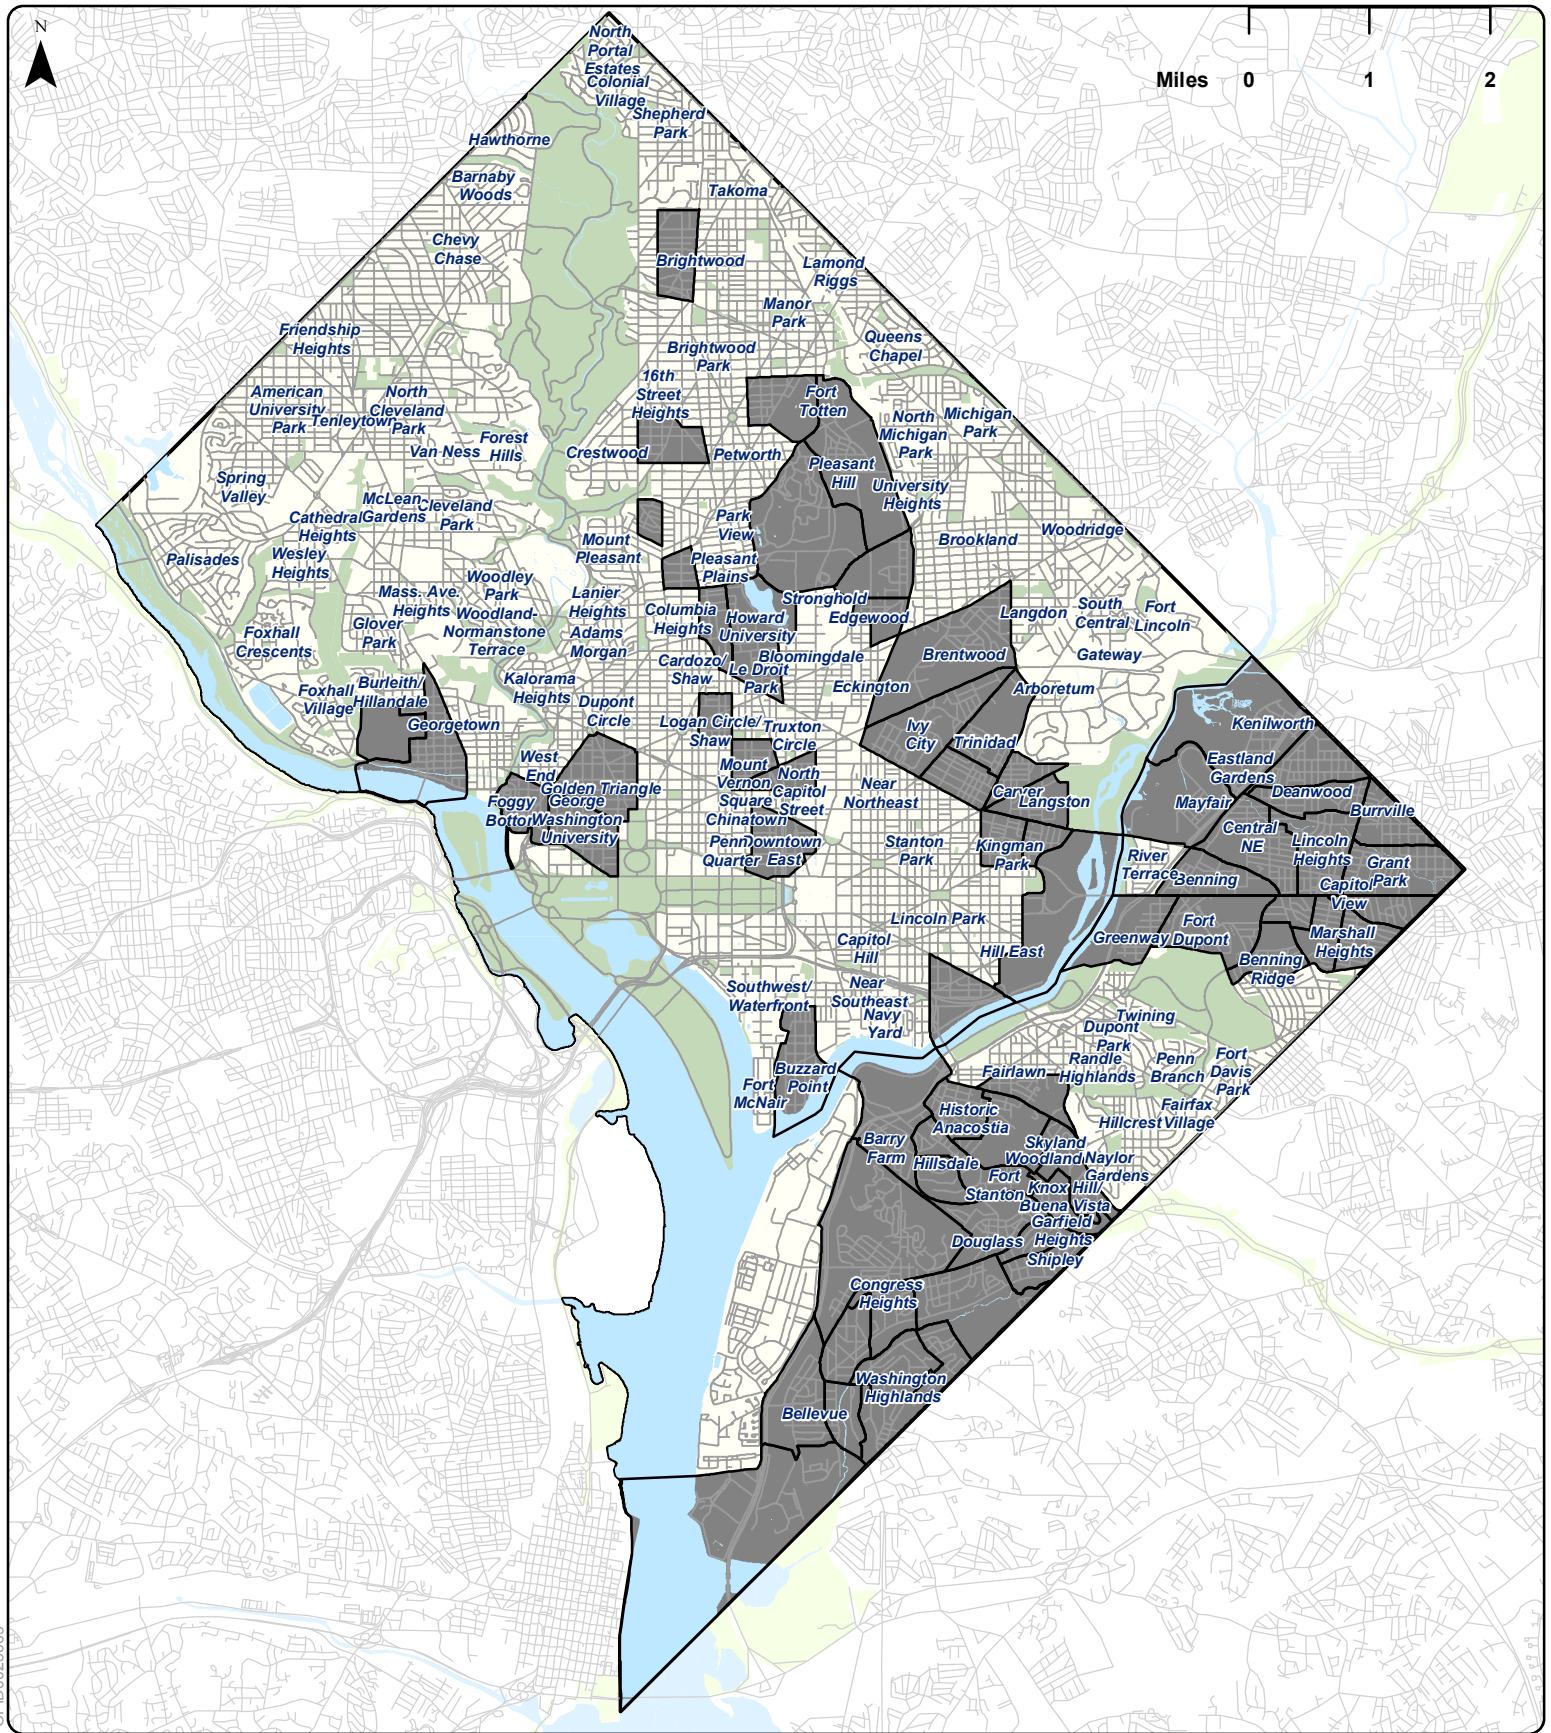 N
Miles 0 1 2
North
Portal
Estates
Colonial
Village
Shepherd
Park
Hawthorne
Barnaby
Woods
Takoma
Chevy
Chase
Brightwood
Lamond
Riggs
Manor
Park
Friendship
Heights
Queens
Chapel
Brightwood
Park
16th
Street
Heights
American
University
Park
Tenleytown
North
Cleveland
Park
Fort
Totten
North
Michigan
Park
Michigan
Park
Van Ness
Forest
Hills
Crestwood
Petworth
Pleasant
Hill
University
Heights
Spring
Valley
McLean
Gardens
Cleveland
Park
Cathedral
Heights
Park
View
Woodridge
Brookland
Mount
Pleasant
Palisades
Wesley
Heights
Pleasant
Plains
Woodley
Park
Mass. Ave.
Heights
Woodland-
Normanstone
Terrace
Lanier
Heights
Columbia
Heights
Howard
University
Stronghold
Edgewood
Langdon
South
Central
Fort
Lincoln
Glover
Park
Foxhall
Crescents
Adams
Morgan
Gateway
Brentwood
Bloomingdale
Cardozo/
Shaw
Le Droit
Park
Kalorama
Heights
Eckington
Arboretum
Burleith/
Hillandale
Foxhall
Village
Georgetown
Dupont
Circle
Logan Circle/
Shaw
Truxton
Circle
Ivy
City
Trinidad
Kenilworth
West
End
Mount
Vernon
Square
North
Capitol
Street
Eastland
Gardens
Golden Triangle
Near
Northeast
Carver
Langston
Mayfair
Deanwood
Burrville
Foggy
Bottom
George
Washington
University
Chinatown
Penn
Quarter
Downtown
East
Stanton
Park
Kingman
Park
Central
NE
Lincoln
Heights
River
Terrace
Benning
Grant
Park
Capitol
View
Lincoln Park
Fort
Dupont
Greenway
Marshall
Heights
Capitol
Hill
Hill East
Benning
Ridge
Southwest/
Waterfront
Near
Southeast
Navy
Yard
Twining
Dupont
Park
Buzzard
Point
Fort
McNair
Fairlawn
Randle
Highlands
Penn
Branch
Fort
Davis
Park
Fairfax
Village
Hillcrest
Historic
Anacostia
Barry
Farm
Hillsdale
Skyland
Woodland
Naylor
Gardens
Fort
Stanton
Knox Hill/
Buena Vista
Garfield
Heights
Douglass
Shipley
Congress
Heights
Washington
Highlands
Bellevue